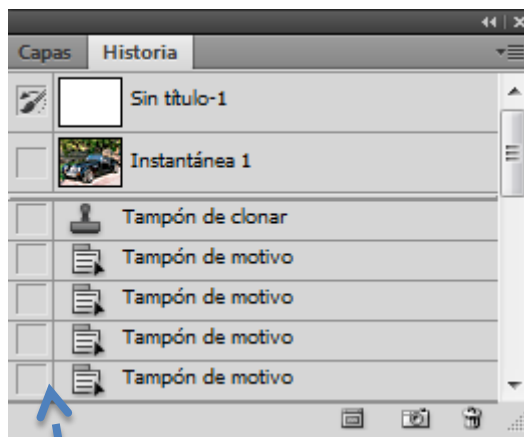 Capas Historia
Sin título-1
Instantánea 1
Tampón de clonar
Tampón de motivo
Tampón de motivo
Tampón de motivo
Tampón de motivo